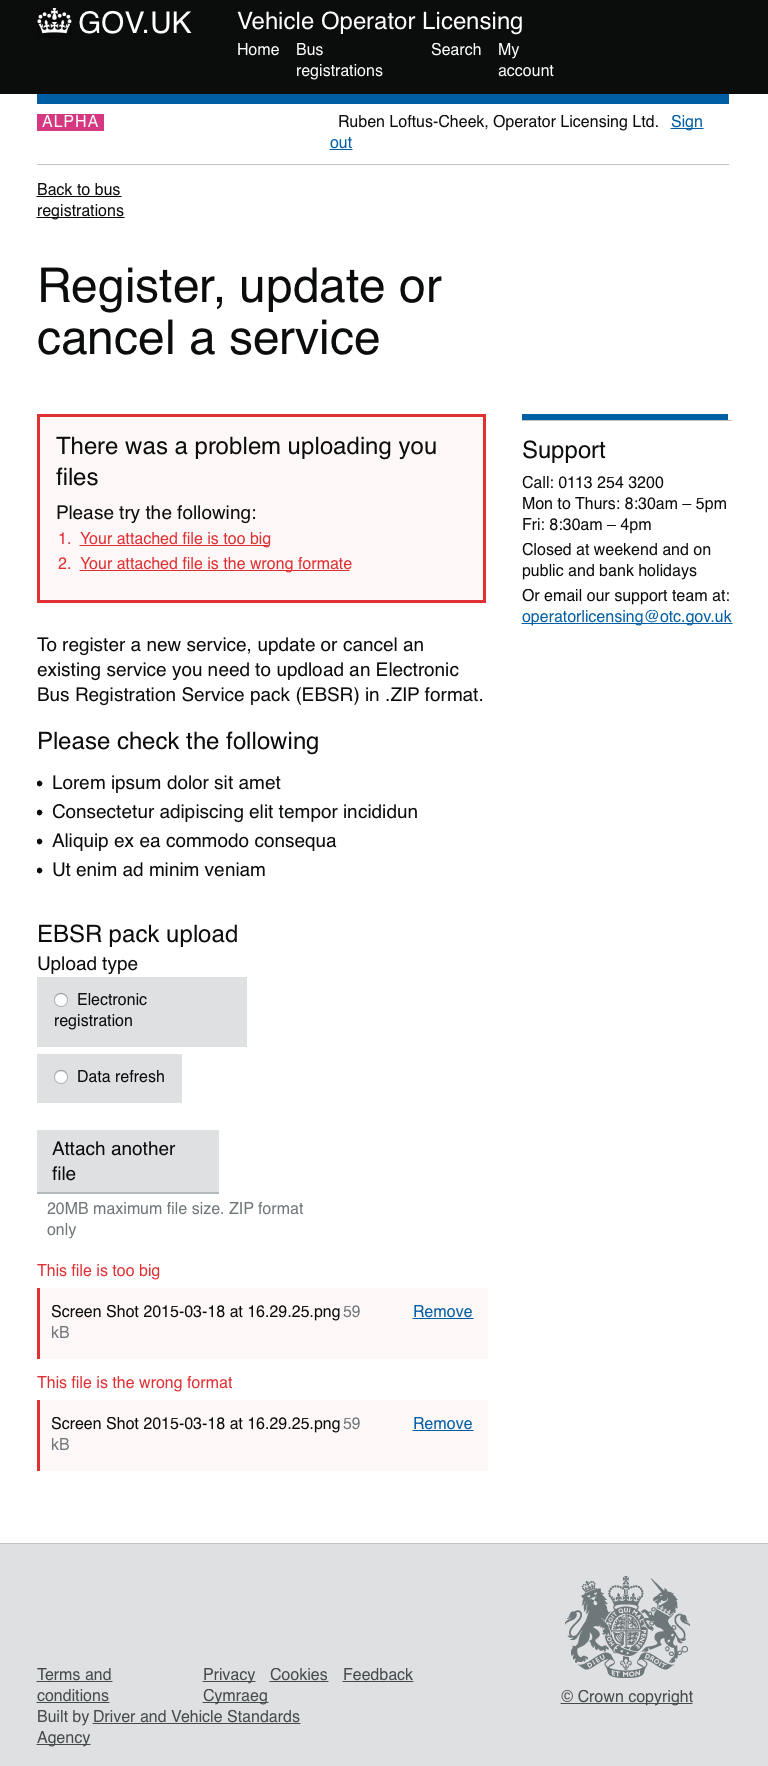 GOV.UK
Vehicle Operator Licensing
Home Bus registrations Search My account
ALPHA
Ruben Loftus-Cheek, Operator Licensing Ltd. Sign
out
Back to bus
registrations
Register, update or
cancel a service
There was a problem uploading you
files
Please try the following:
1. Your attached file is too big
2. Your attached file is the wrong formate
Support
Call: 0113 254 3200
Mon to Thurs: 8:30am – 5pm
Fri: 8:30am – 4pm
Closed at weekend and on
public and bank holidays
Or email our support team at:
operatorlicensing@otc.gov.uk
To register a new service, update or cancel an
existing service you need to updload an Electronic
Bus Registration Service pack (EBSR) in .ZIP format.
Please check the following
• Lorem ipsum dolor sit amet
• Consectetur adipiscing elit tempor incididun
• Aliquip ex ea commodo consequa
• Ut enim ad minim veniam
EBSR pack upload
Upload type
Electronic
registration
Data refresh
Attach another
file
20MB maximum file size. ZIP format
only
This file is too big
Screen Shot 2015-03-18 at 16.29.25.png 59 Remove
kB
This file is the wrong format
Screen Shot 2015-03-18 at 16.29.25.png 59 Remove
kB
Terms and
conditions
Privacy Cookies Feedback
Cymraeg
Built by Driver and Vehicle Standards
Agency
DIEU ET MON DROIT
© Crown copyright